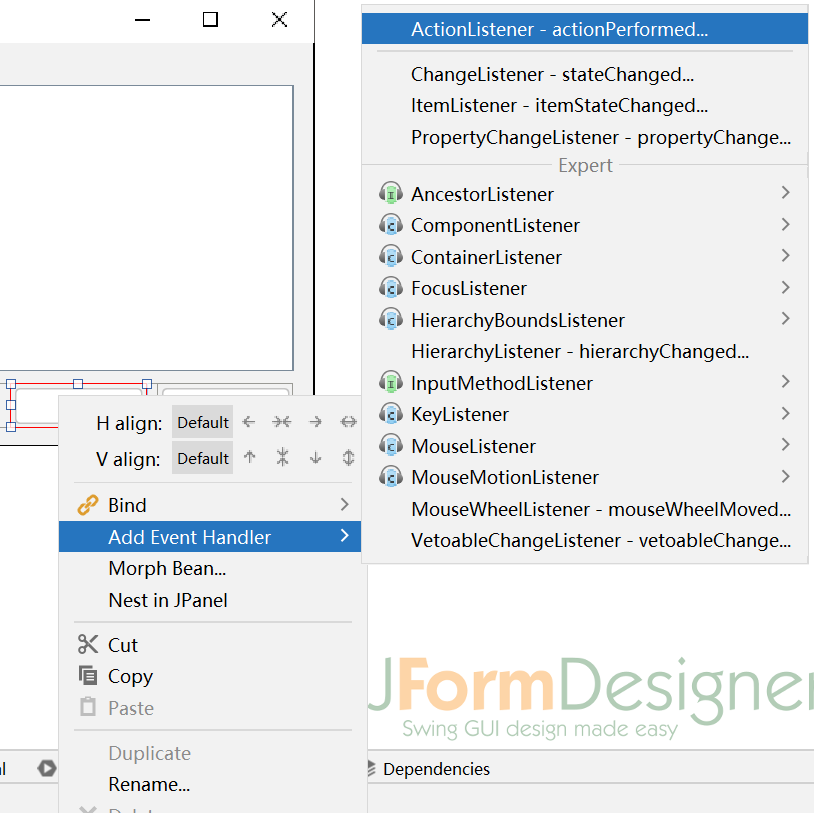 ActionListener - actionPerformed...
ChangeListener - stateChanged...
ItemListener - itemStateChanged...
PropertyChangeListener - propertyChange...
Expert
AncestorListener
ComponentListener
ContainerListener
FocusListener
HierarchyBoundsListener
HierarchyListener - hierarchyChanged...
InputMethodListener
KeyListener
MouseListener
MouseMotionListener
MouseWheelListener - mouseWheelMoved...
VetoableChangeListener - vetoableChange...
H align: Default
V align: Default
Bind
Add Event Handler
Morph Bean...
Nest in JPanel
Cut
Copy
Paste
Duplicate
Rename...
JFormDesigner
Swing GUI design made easy
Dependencies